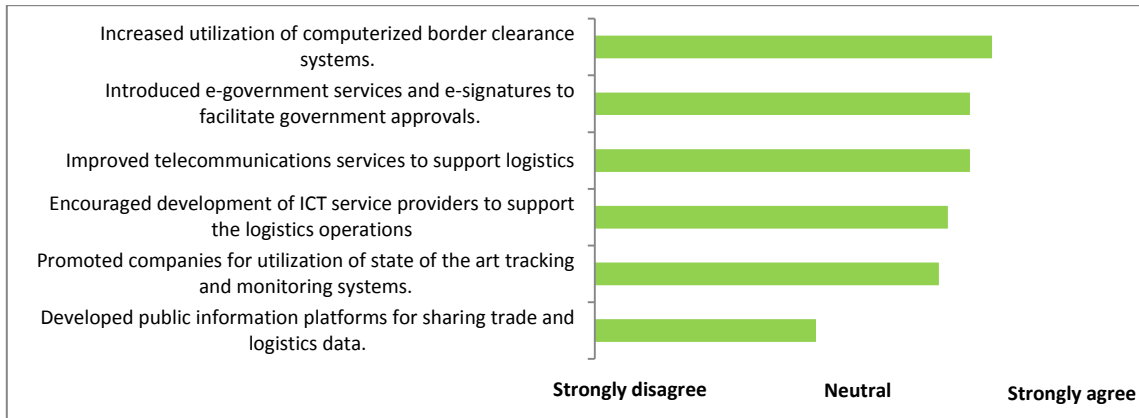 Increased utilization of computerized border clearance
systems.
Introduced e-government services and e-signatures to
facilitate government approvals.
Improved telecommunications services to support logistics
Encouraged development of ICT service providers to support
the logistics operations
Promoted companies for utilization of state of the art tracking
and monitoring systems.
Developed public information platforms for sharing trade and
logistics data.
Strongly disagree Neutral Strongly agree